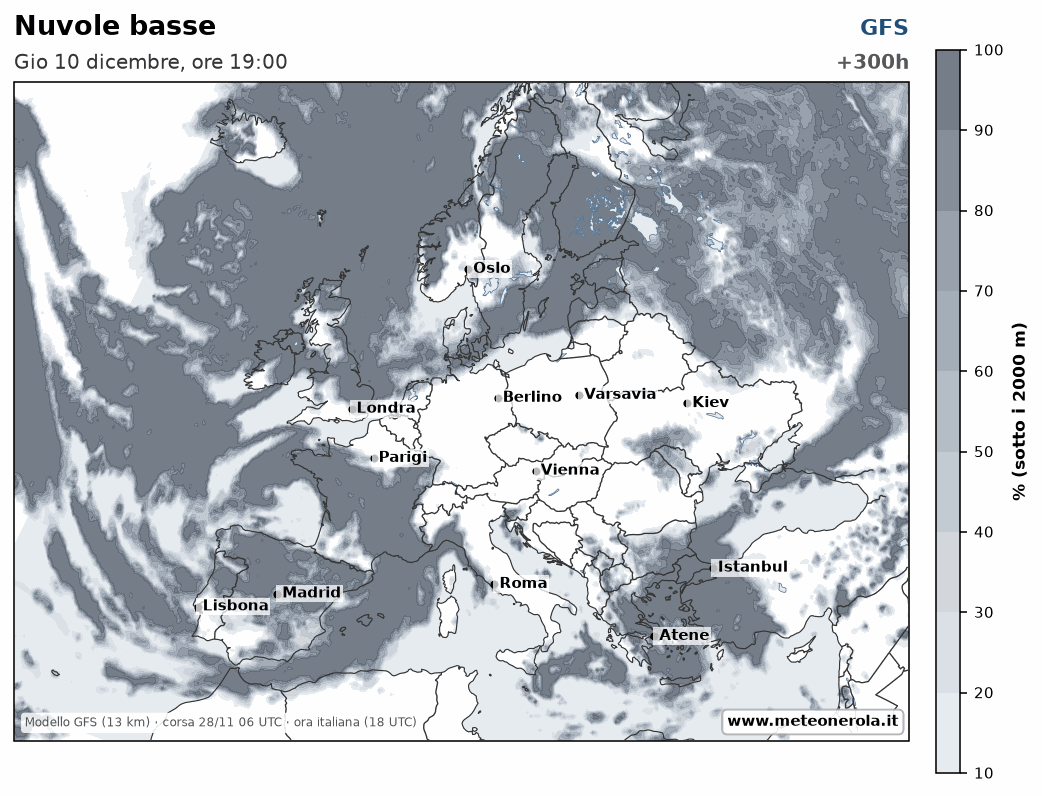 Nuvole basse
GFS
Gio 10 dicembre, ore 19:00
+300h
Oslo
Londra
Berlino
Varsavia
Kiev
Parigi
Vienna
Istanbul
Roma
Madrid
Lisbona
Atene
Modello GFS (13 km) · corsa 28/11 06 UTC · ora italiana (18 UTC)
www.meteonerola.it
100
90
80
70
60
50
40
30
20
10
% (sotto i 2000 m)